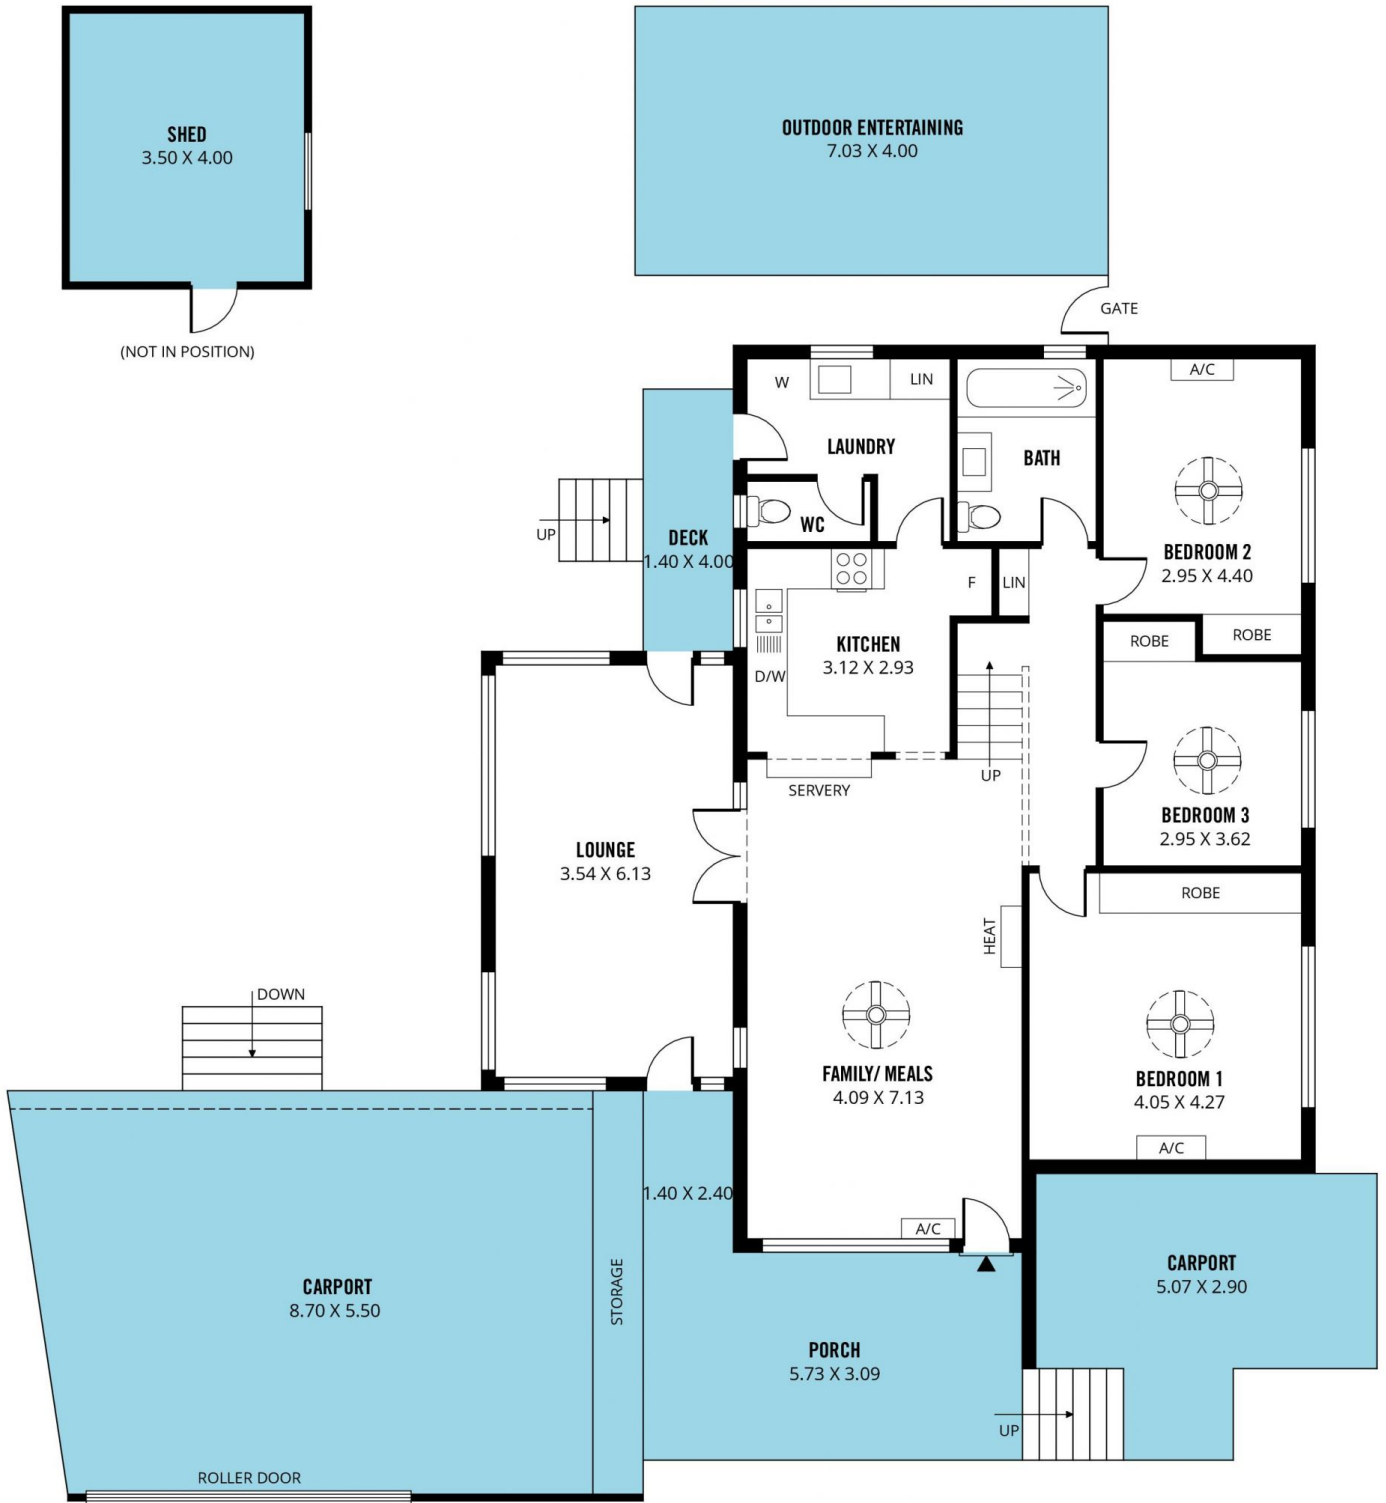 SHED
3.50 X 4.00
(NOT IN POSITION)
OUTDOOR ENTERTAINING
7.03 X 4.00
GATE
W
LIN
LAUNDRY
WC
BATH
A/C
BEDROOM 2
2.95 X 4.40
ROBE
UP
DECK
1.40 X 4.00
F
LIN
KITCHEN
3.12 X 2.93
D/W
SERVERY
UP
ROBE
BEDROOM 3
2.95 X 3.62
LOUNGE
3.54 X 6.13
ROBE
HEAT
FAMILY/ MEALS
4.09 X 7.13
BEDROOM 1
4.05 X 4.27
A/C
DOWN
1.40 X 2.40
A/C
CARPORT
8.70 X 5.50
STORAGE
PORCH
5.73 X 3.09
CARPORT
5.07 X 2.90
UP
ROLLER DOOR